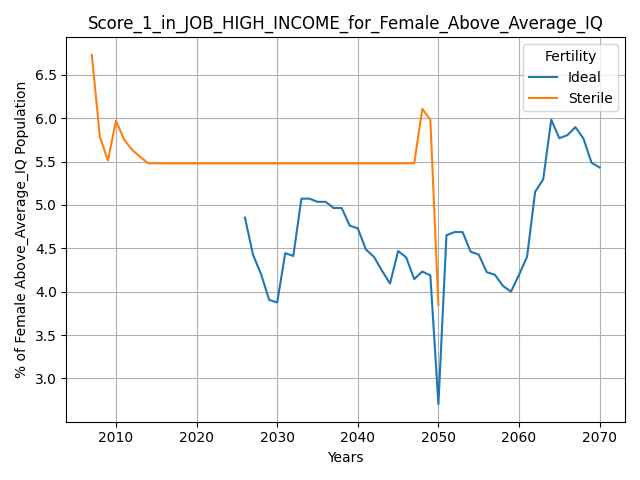 Score_1_in_JOB_HIGH_INCOME_for_Female_Above_Average_IQ
Fertility
Ideal
Sterile
% of Female Above_Average_IQ Population
6.5
6.0
5.5
5.0
4.5
4.0
3.5
3.0
2010 2020 2030 2040 2050 2060 2070
Years